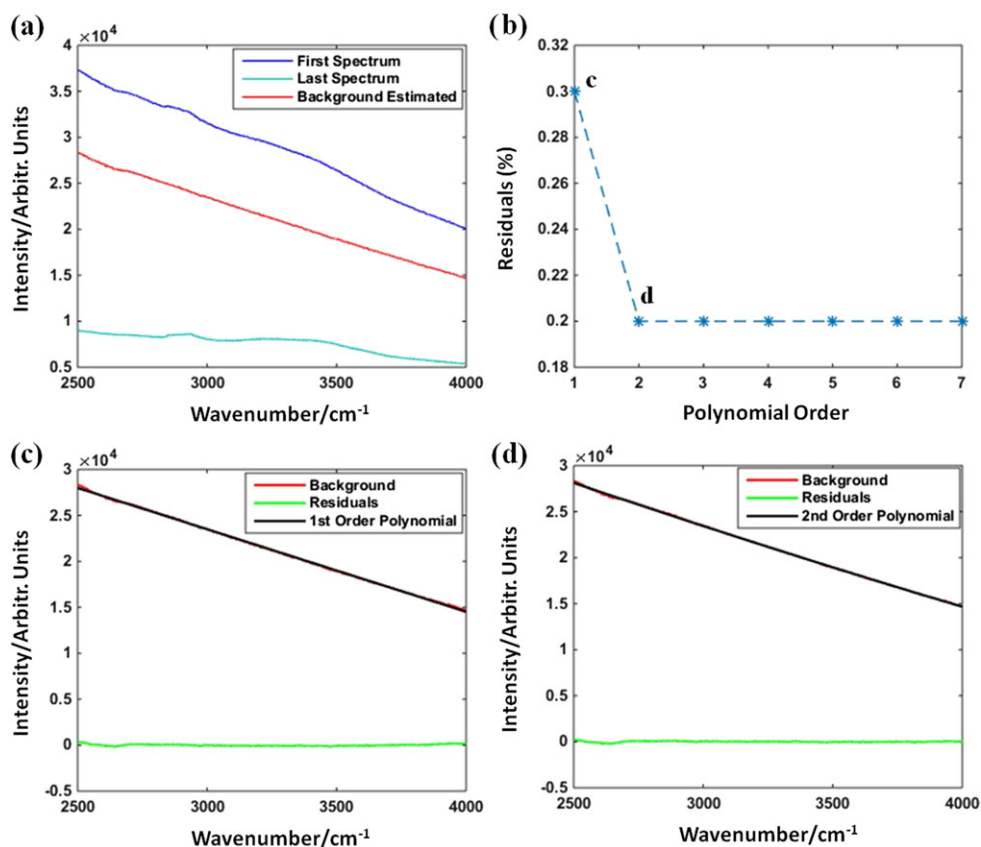 (a)
×10⁴
4
3.5
3
2.5
2
1.5
1
0.5
2500 3000 3500 4000
Intensity/Arbitr. Units
Wavenumber/cm⁻¹
First Spectrum
Last Spectrum
Background Estimated
(b)
0.32
0.3
0.28
0.26
0.24
0.22
0.2
0.18
1 2 3 4 5 6 7
Residuals (%)
Polynomial Order
c
d
(c)
×10⁴
3
2.5
2
1.5
1
0.5
0
-0.5
2500 3000 3500 4000
Intensity/Arbitr. Units
Wavenumber/cm⁻¹
Background
Residuals
1st Order Polynomial
(d)
×10⁴
3
2.5
2
1.5
1
0.5
0
-0.5
2500 3000 3500 4000
Intensity/Arbitr. Units
Wavenumber/cm⁻¹
Background
Residuals
2nd Order Polynomial